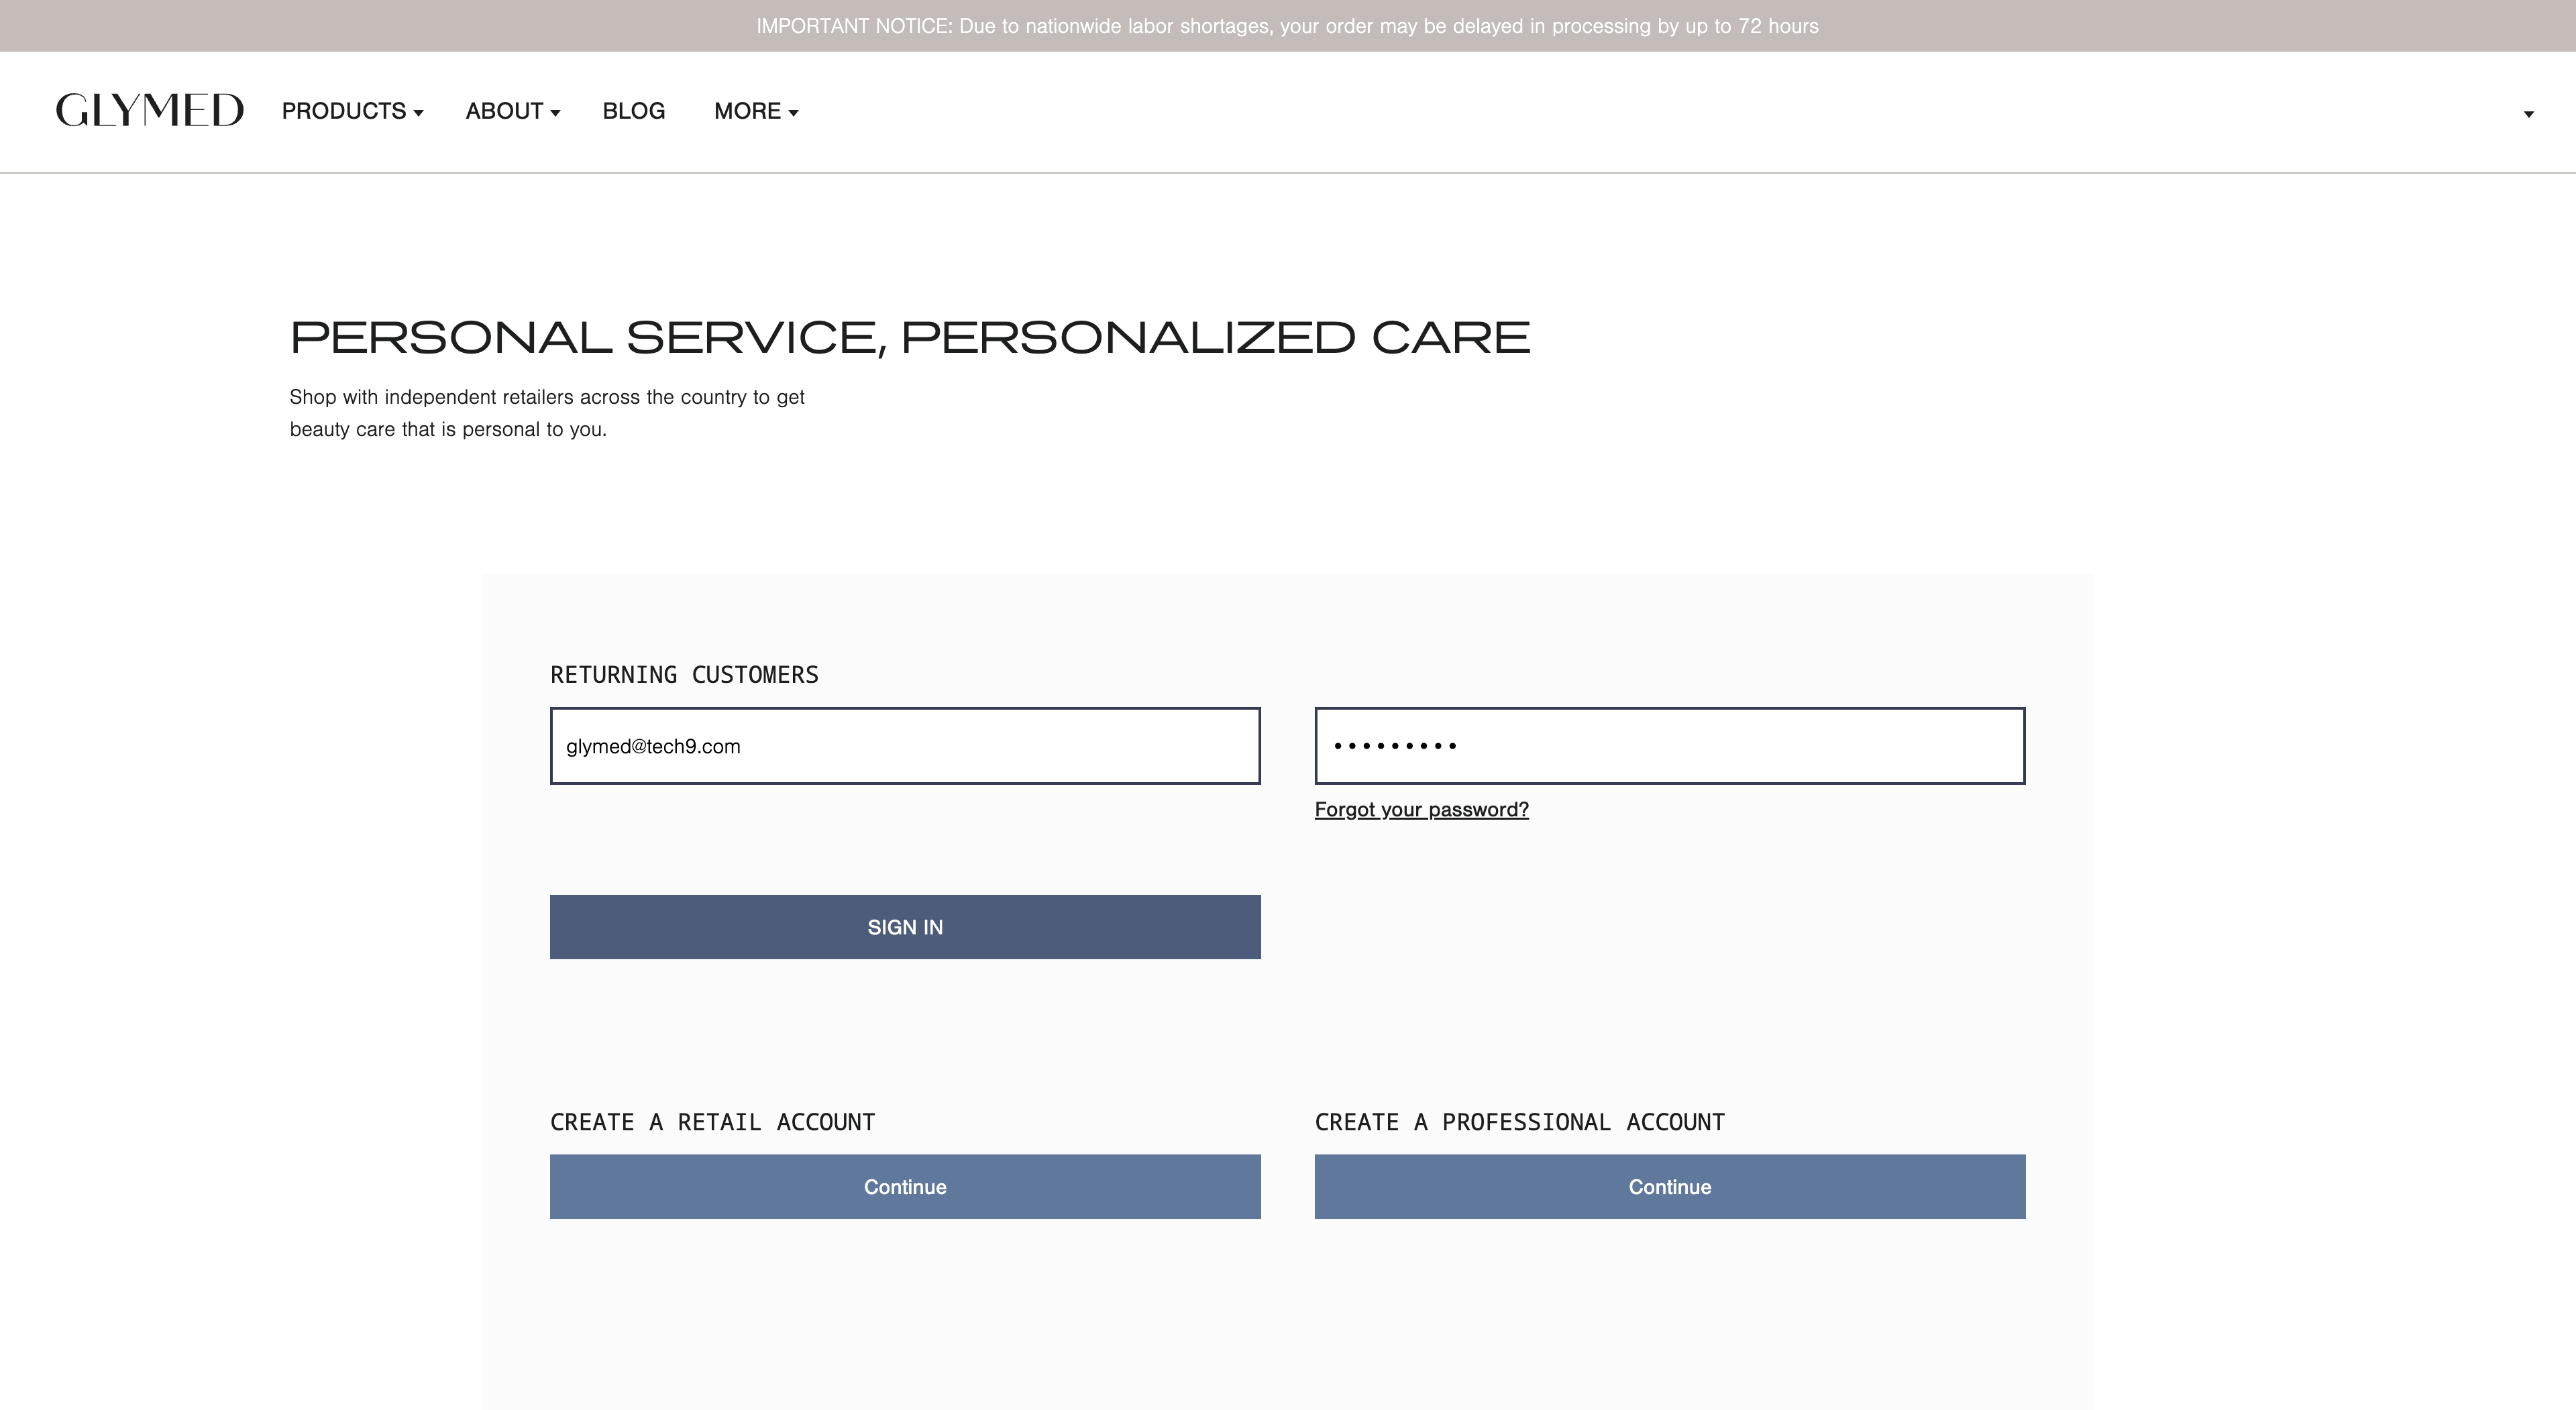 IMPORTANT NOTICE: Due to nationwide labor shortages, your order may be delayed in processing by up to 72 hours
GLYMED PRODUCTS ABOUT BLOG MORE
PERSONAL SERVICE, PERSONALIZED CARE
Shop with independent retailers across the country to get
beauty care that is personal to you.
RETURNING CUSTOMERS
glymed@tech9.com
Forgot your password?
SIGN IN
CREATE A RETAIL ACCOUNT
Continue
CREATE A PROFESSIONAL ACCOUNT
Continue